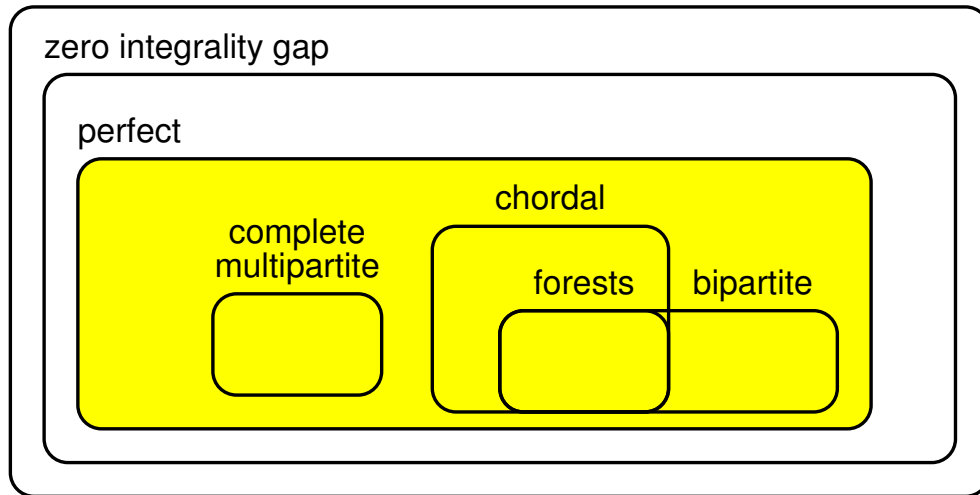 zero integrality gap
perfect
chordal
complete
multipartite
forests
bipartite